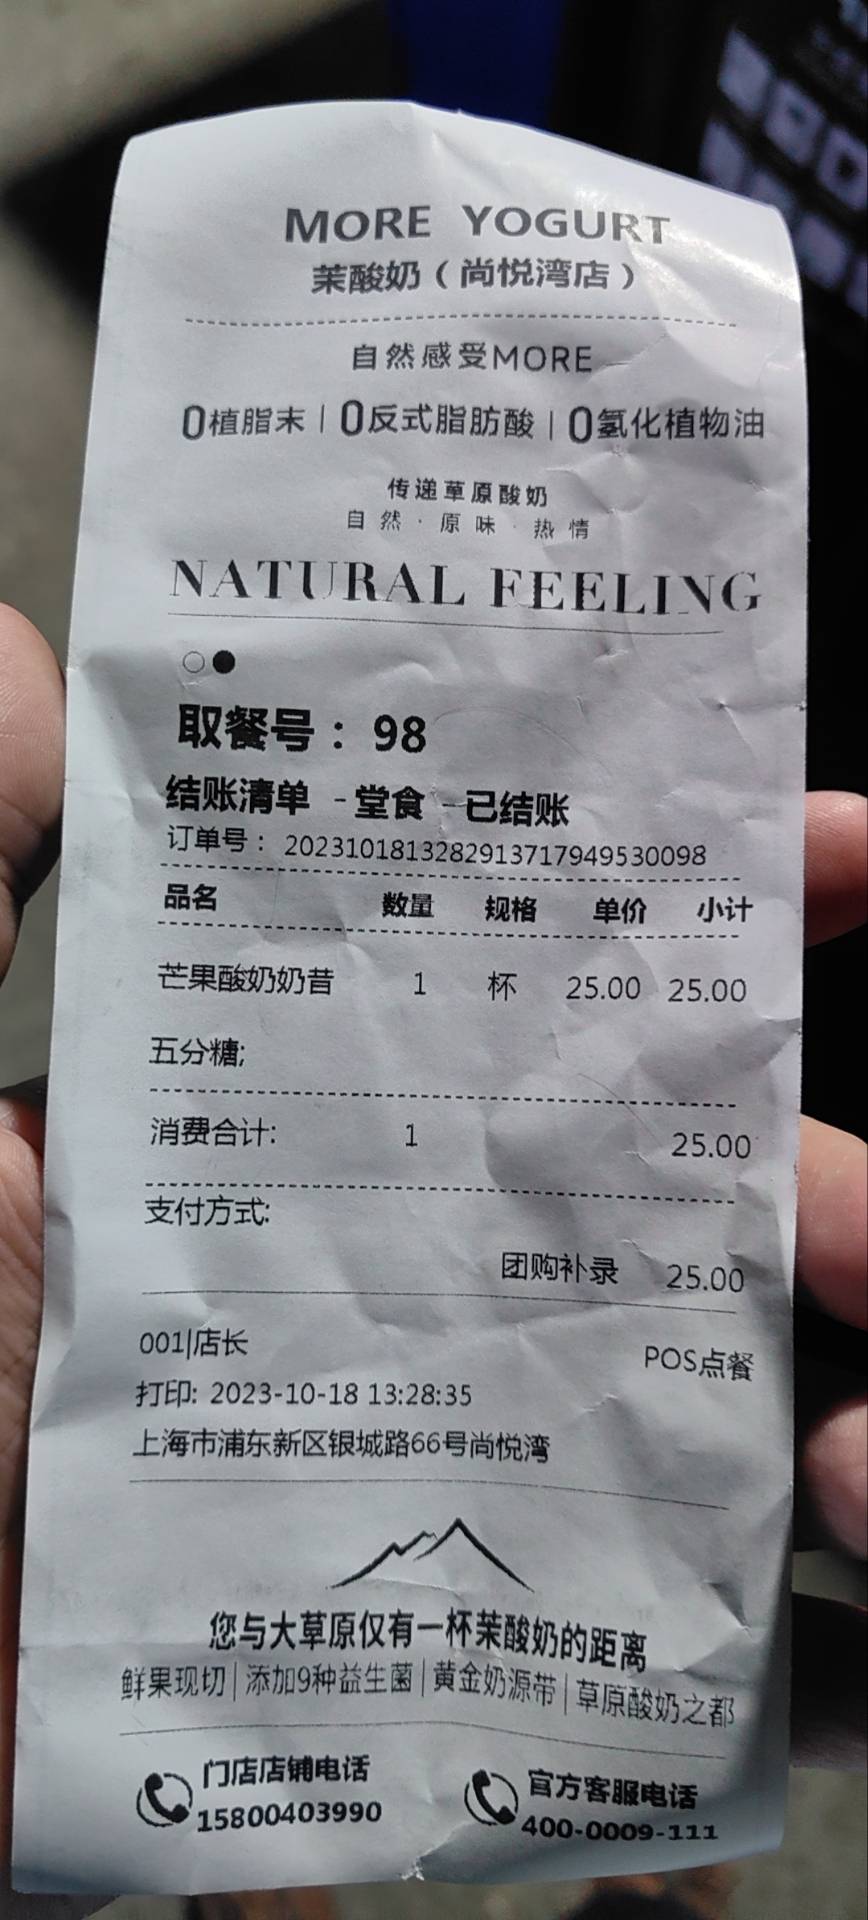 MORE YOGURT
茉酸奶（尚悦湾店）
自然感受MORE
0植脂末｜0反式脂肪酸｜0氢化植物油
传递草原酸奶
自然·原味·热情
NATURAL FEELING
取餐号：98
结账清单 -堂食 -已结账
订单号：20231018132829137179495​30098
品名 数量 规格 单价 小计
芒果酸奶奶昔 1 杯 25.00 25.00
五分糖;
消费合计: 1 25.00
支付方式:
团购补录 25.00
001|店长 POS点餐
打印: 2023-10-18 13:28:35
上海市浦东新区银城路66号尚悦湾
您与大草原仅有一杯茉酸奶的距离
鲜果现切｜添加9种益生菌｜黄金奶源带｜草原酸奶之都
门店店铺电话 官方客服电话
15800403990 400-0009-111